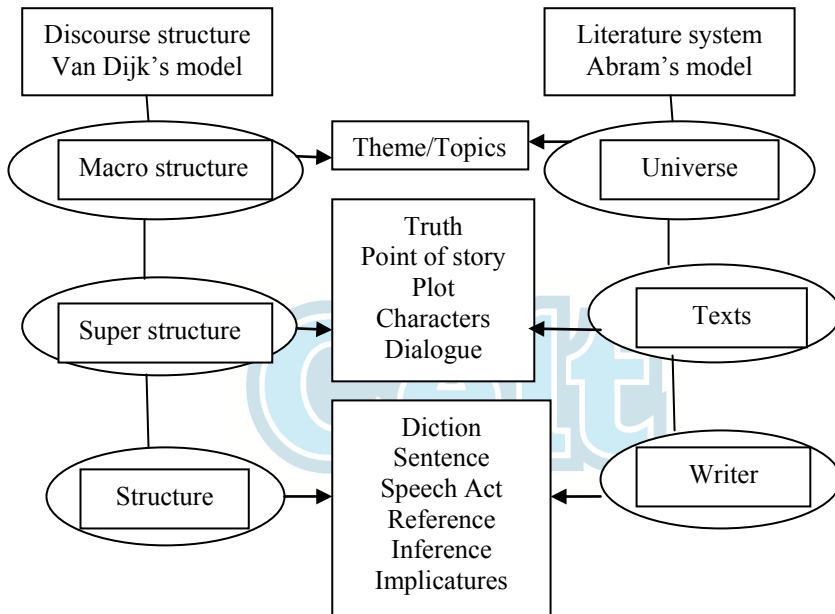 Discourse structure
Van Dijk's model
Literature system
Abram's model
Macro structure
Theme/Topics
Universe
Truth
Point of story
Plot
Characters
Dialogue
Super structure
Texts
Diction
Sentence
Speech Act
Reference
Inference
Implicatures
Structure
Writer
Celt